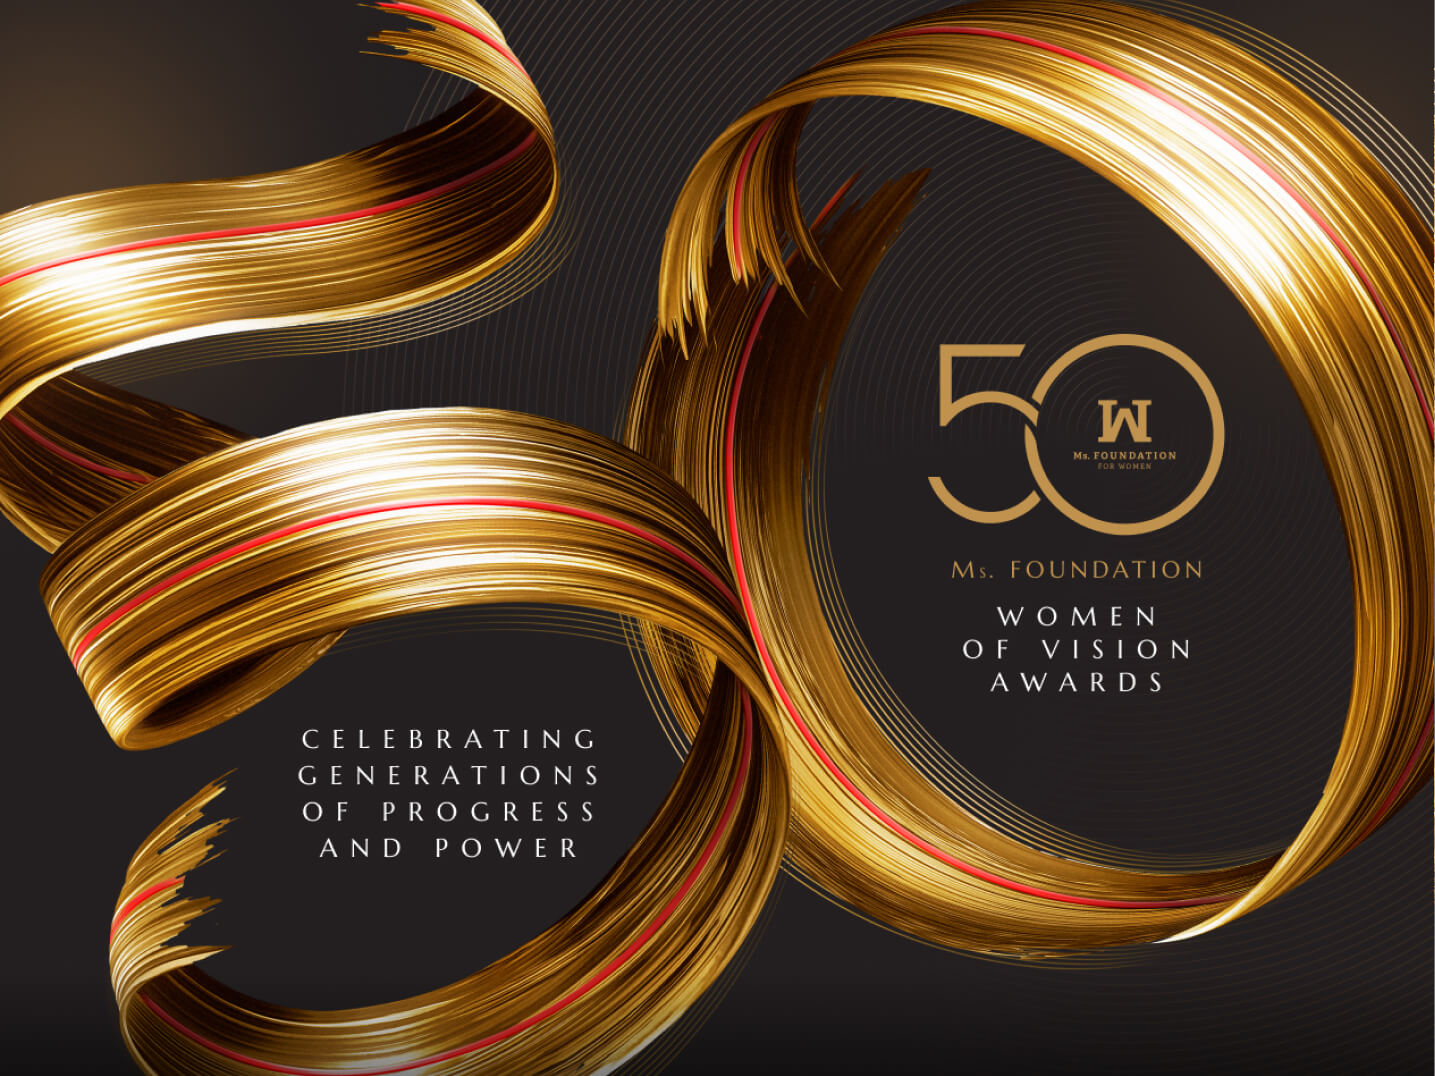 50
W
Ms. FOUNDATION
FOR WOMEN
Ms. FOUNDATION
WOMEN
OF VISION
AWARDS
CELEBRATING
GENERATIONS
OF PROGRESS
AND POWER